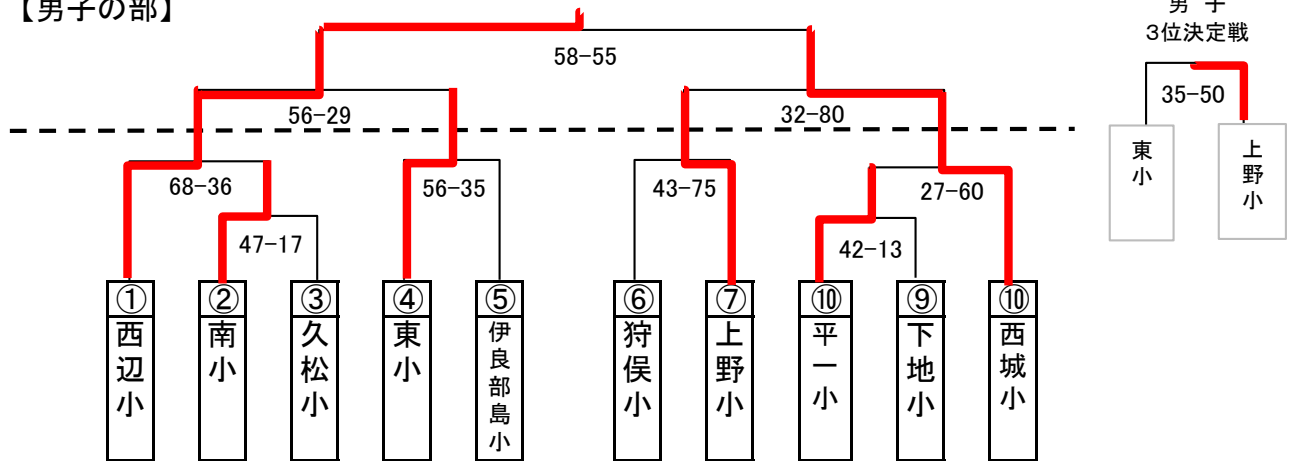 【男子の部】
男 子
3位決定戦
58-55
35-50
56-29
32-80
東小
上野小
68-36
56-35
43-75
27-60
47-17
42-13
①
②
③
④
⑤
⑥
⑦
⑩
⑨
⑩
西辺小
南小
久松小
東小
伊良部島小
狩俣小
上野小
平一小
下地小
西城小